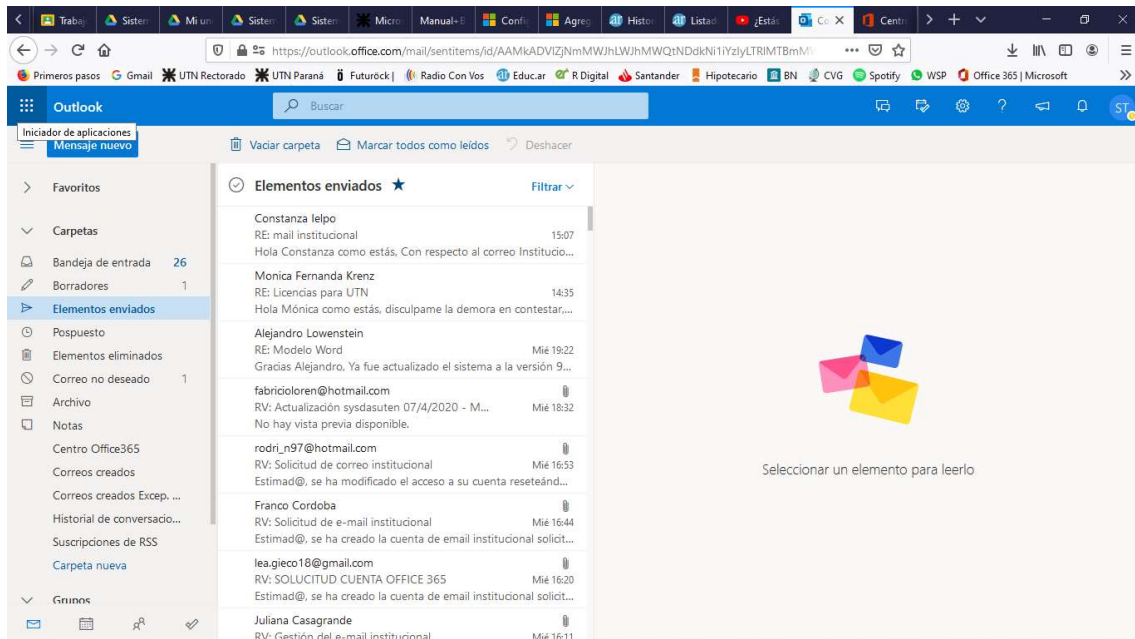 Trabaj
Sistem
Mi un
Sistem
Sistem
Micro
Manual+E
Confi
Agreg
Histor
Listad
¿Estás
Co
Centr
https://outlook.office.com/mail/sentitems/id/
Primeros pasos Gmail UTN Rectorado UTN Paraná Futuröck | Radio Con Vos Educ.ar R Digital Santander Hipotecario BN CVG Spotify WSP Office 365 | Microsoft
Outlook
Buscar
ST
Iniciador de aplicaciones
Mensaje nuevo
Vaciar carpeta Marcar todos como leídos Deshacer
Favoritos
Carpetas
Bandeja de entrada 26
Borradores 1
Elementos enviados
Pospuesto
Elementos eliminados
Correo no deseado 1
Archivo
Notas
Centro Office365
Correos creados
Correos creados Excep. ...
Historial de conversacio...
Suscripciones de RSS
Carpeta nueva
Grupos
Elementos enviados Filtrar
Constanza Ielpo
RE: mail institucional 15:07
Hola Constanza como estás, Con respecto al correo Institucio...
Monica Fernanda Krenz
RE: Licencias para UTN 14:35
Hola Mónica como estás, disculpame la demora en contestar,...
Alejandro Lowenstein
RE: Modelo Word Mié 19:22
Gracias Alejandro, Ya fue actualizado el sistema a la versión 9...
fabricioloren@hotmail.com
RV: Actualización sysdasuten 07/4/2020 - M... Mié 18:32
No hay vista previa disponible.
rodri_n97@hotmail.com
RV: Solicitud de correo institucional Mié 16:53
Estimad@, se ha modificado el acceso a su cuenta reseteánd...
Franco Cordoba
RV: Solicitud de e-mail institucional Mié 16:44
Estimad@, se ha creado la cuenta de email institucional solicit...
lea.gieco18@gmail.com
RV: SOLUCITUD CUENTA OFFICE 365 Mié 16:20
Estimad@, se ha creado la cuenta de email institucional solicit...
Juliana Casagrande
RV: Gestión del e-mail institucional Mié 16:11
Seleccionar un elemento para leerlo